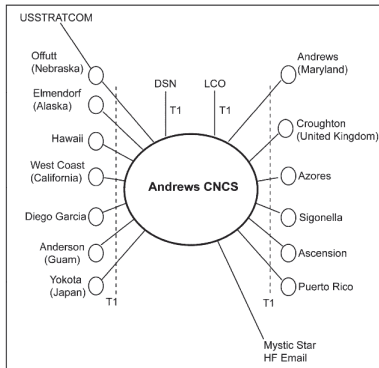 USSTRATCOM
Offutt
(Nebraska)
Elmendorf
(Alaska)
Hawaii
West Coast
(California)
Diego Garcia
Anderson
(Guam)
Yokota
(Japan)
T1
DSN
T1
LCO
T1
Andrews CNCS
Andrews
(Maryland)
Croughton
(United Kingdom)
Azores
Sigonella
Ascension
Puerto Rico
T1
Mystic Star
HF Email